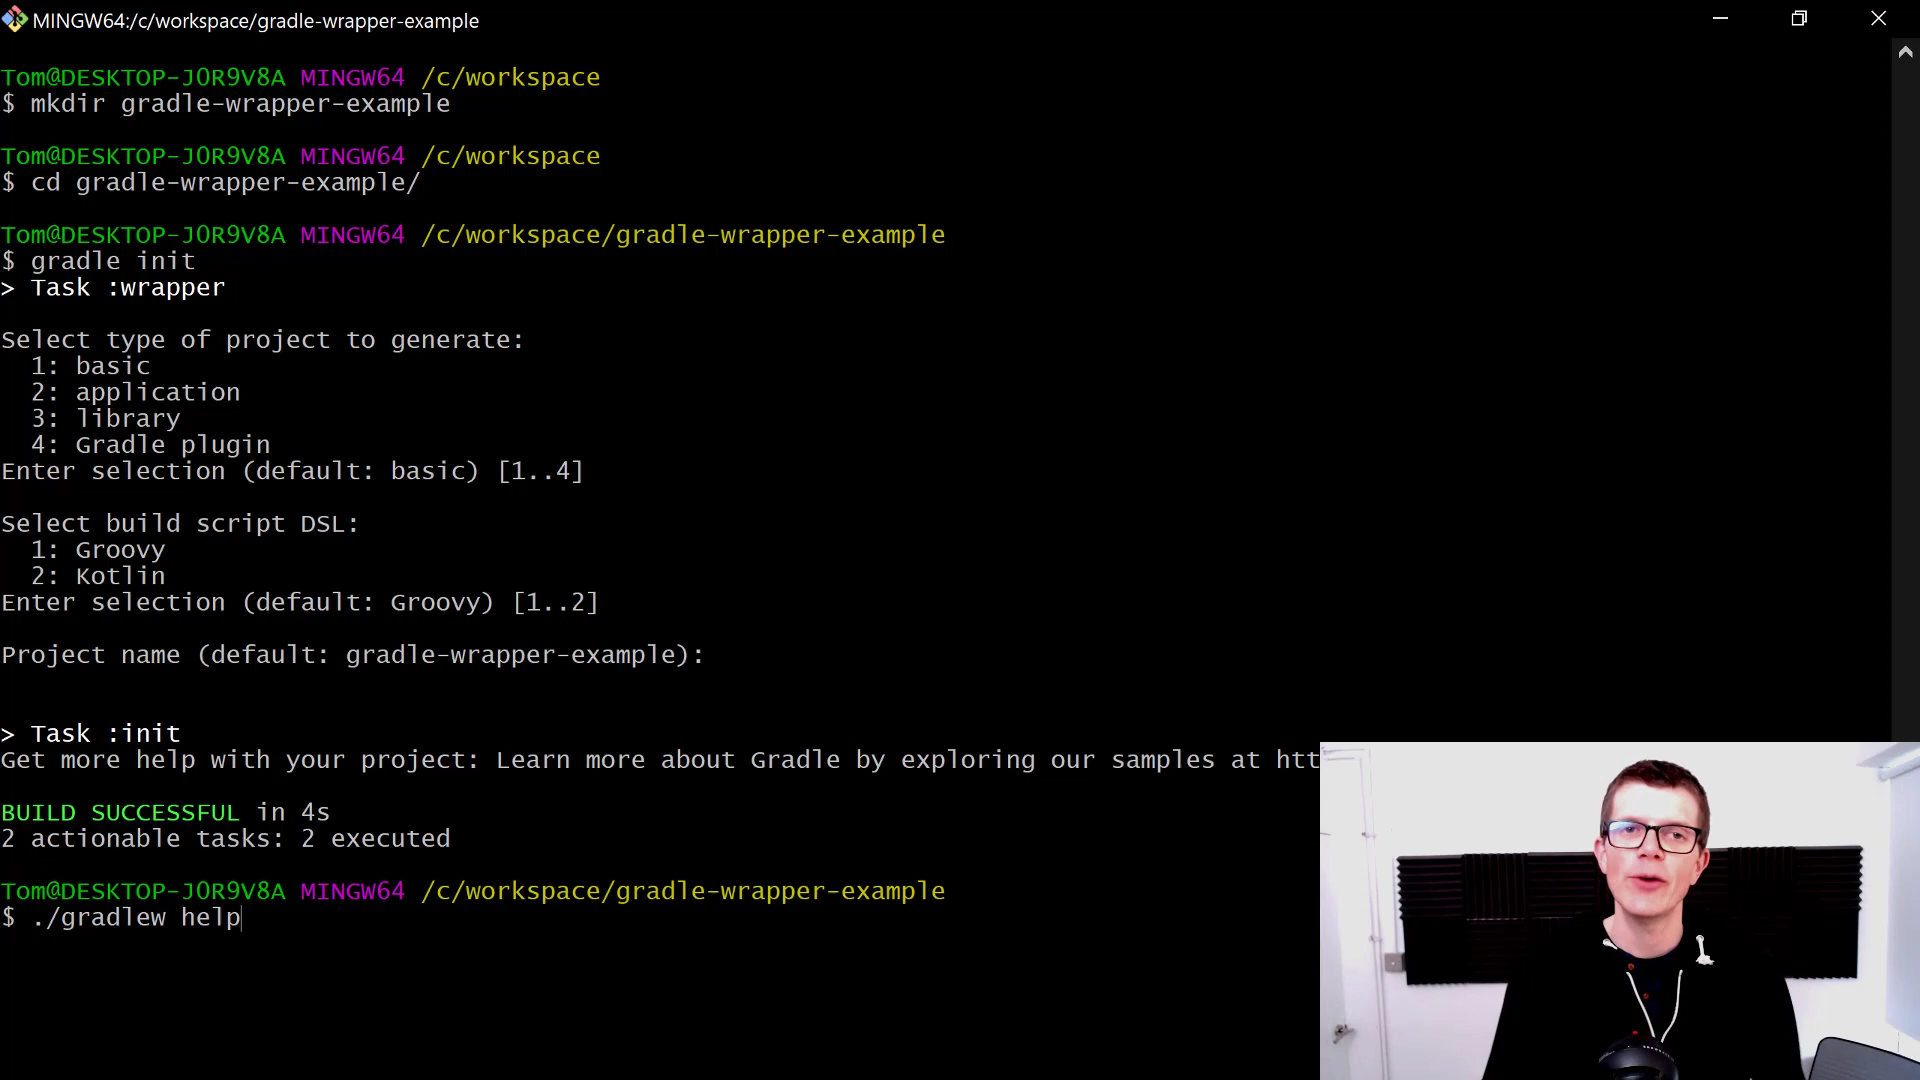 MINGW64:/c/workspace/gradle-wrapper-example
Tom@DESKTOP-JOR9V8A MINGW64 /c/workspace
$ mkdir gradle-wrapper-example
Tom@DESKTOP-JOR9V8A MINGW64 /c/workspace
$ cd gradle-wrapper-example/
Tom@DESKTOP-JOR9V8A MINGW64 /c/workspace/gradle-wrapper-example
$ gradle init
> Task :wrapper
Select type of project to generate:
1: basic
2: application
3: library
4: Gradle plugin
Enter selection (default: basic) [1..4]
Select build script DSL:
1: Groovy
2: Kotlin
Enter selection (default: Groovy) [1..2]
Project name (default: gradle-wrapper-example):
> Task :init
Get more help with your project: Learn more about Gradle by exploring our samples at htt
BUILD SUCCESSFUL in 4s
2 actionable tasks: 2 executed
Tom@DESKTOP-JOR9V8A MINGW64 /c/workspace/gradle-wrapper-example
$ ./gradlew help